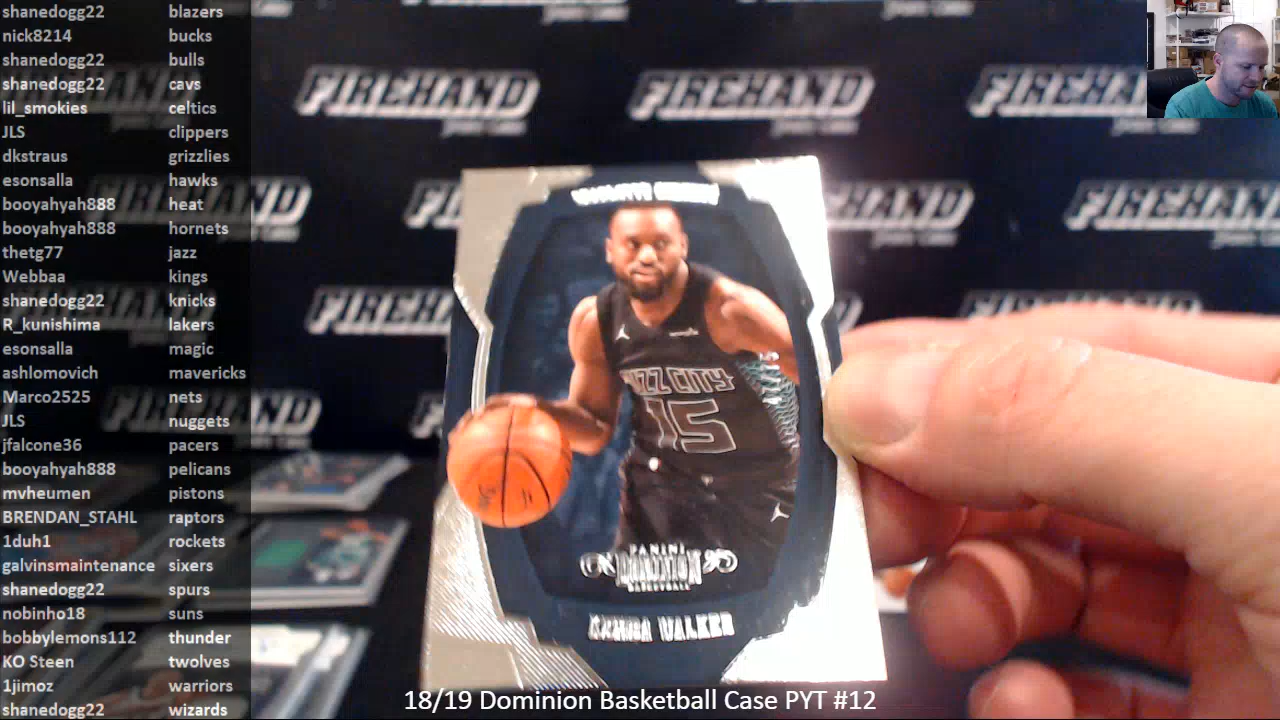 shanedogg22 blazers
nick8214 bucks
shanedogg22 bulls
shanedogg22 cavs
lil_smokies celtics
JLS clippers
dkstraus grizzlies
esonsalla hawks
booyahyah888 heat
booyahyah888 hornets
thetg77 jazz
Webbaa kings
shanedogg22 knicks
R_kunishima lakers
esonsalla magic
ashlomovich mavericks
Marco2525 nets
JLS nuggets
jfalcone36 pacers
booyahyah888 pelicans
mvheumen pistons
BRENDAN_STAHL raptors
1duh1 rockets
galvinsmaintenance sixers
shanedogg22 spurs
nobinho18 suns
bobbylemons112 thunder
KO Steen twolves
1jimoz warriors
shanedogg22 wizards
FIREHAND
FIREHAND
FIREHAND
FIREHAND
FIREHAND
BUZZ CITY
15
PANINI
DOMINION
BASKETBALL
KEMBA WALKER
18/19 Dominion Basketball Case PYT #12